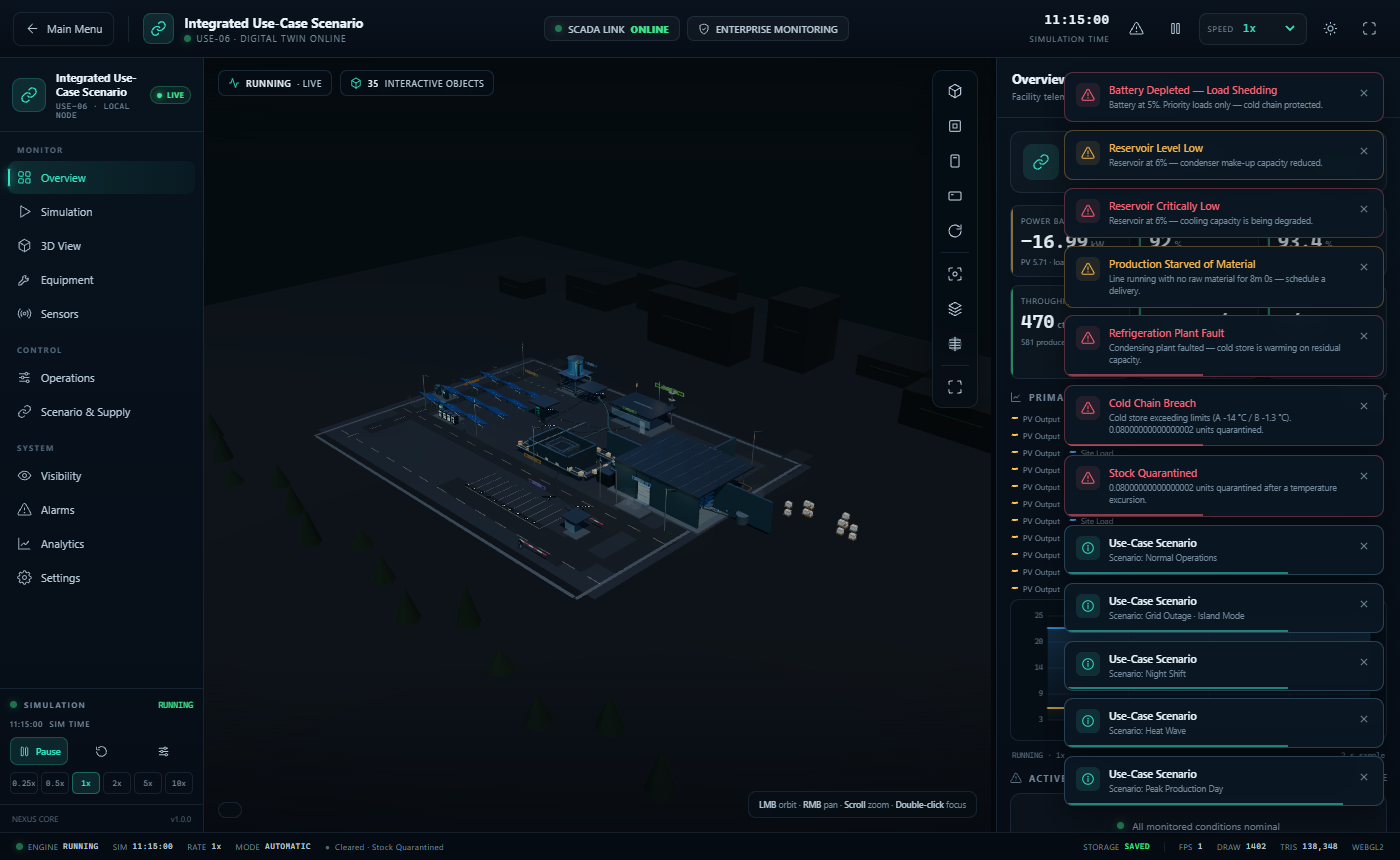 Main Menu
Integrated Use-Case Scenario
USE-06 · DIGITAL TWIN ONLINE
SCADA LINK ONLINE
ENTERPRISE MONITORING
11:15:00
SIMULATION TIME
SPEED 1x
Integrated Use-
Case Scenario
USE-06 · LOCAL
NODE
LIVE
MONITOR
Overview
Simulation
3D View
Equipment
Sensors
CONTROL
Operations
Scenario & Supply
SYSTEM
Visibility
Alarms
Analytics
Settings
SIMULATION RUNNING
11:15:00 SIM TIME
Pause
0.25x 0.5x 1x 2x 5x 10x
NEXUS CORE v1.0.0
RUNNING · LIVE
35 INTERACTIVE OBJECTS
LMB orbit · RMB pan · Scroll zoom · Double-click focus
Overview
Facility
POWER
-16.99 kW
92 %
93.4 %
PV 5.71
THROUGH
470
581
PRIMA
PV Output
PV Output
PV Output Site Load
PV Output
PV Output
PV Output
PV Output Site Load
PV Output
PV Output
PV Output
PV Output
25
20
14
9
3
RUNNING · 1x
ACTIVE
All monitored conditions nominal
Battery Depleted — Load Shedding
Battery at 5%. Priority loads only — cold chain protected.
Reservoir Level Low
Reservoir at 6% — condenser make-up capacity reduced.
Reservoir Critically Low
Reservoir at 6% — cooling capacity is being degraded.
Production Starved of Material
Line running with no raw material for 8m 0s — schedule a
delivery.
Refrigeration Plant Fault
Condensing plant faulted — cold store is warming on residual
capacity.
Cold Chain Breach
Cold store exceeding limits (A -14 °C / B -1.3 °C).
0.08000000000000002 units quarantined.
Stock Quarantined
0.08000000000000002 units quarantined after a temperature
excursion.
Use-Case Scenario
Scenario: Normal Operations
Use-Case Scenario
Scenario: Grid Outage · Island Mode
Use-Case Scenario
Scenario: Night Shift
Use-Case Scenario
Scenario: Heat Wave
Use-Case Scenario
Scenario: Peak Production Day
ENGINE RUNNING SIM 11:15:00 RATE 1x MODE AUTOMATIC Cleared · Stock Quarantined
STORAGE SAVED FPS 1 DRAW 1402 TRIS 138,348 WEBGL2